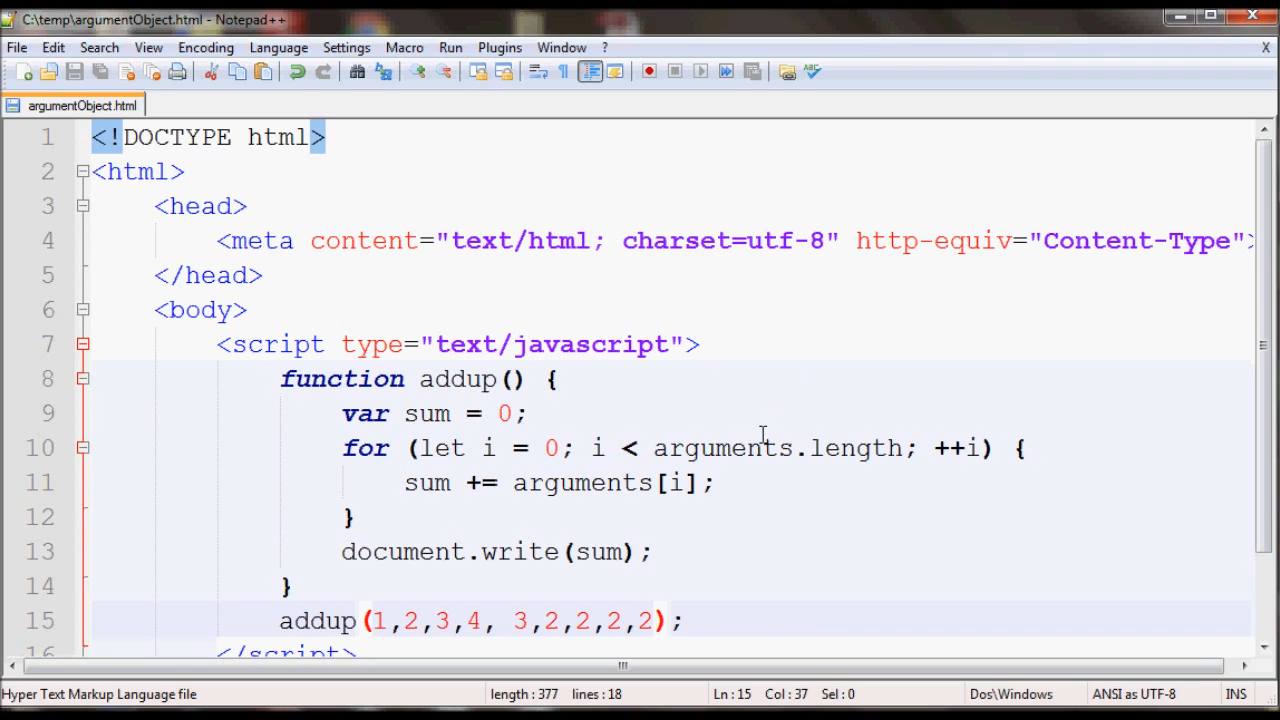 C:\temp\argumentObject.html - Notepad++
File Edit Search View Encoding Language Settings Macro Run Plugins Window ? X
argumentObject.html
1 <!DOCTYPE html>
2 <html>
3 <head>
4 <meta content="text/html; charset=utf-8" http-equiv="Content-Type">
5 </head>
6 <body>
7 <script type="text/javascript">
8 function addup() {
9 var sum = 0;
10 for (let i = 0; i < arguments.length; ++i) {
11 sum += arguments[i];
12 }
13 document.write(sum);
14 }
15 addup(1,2,3,4, 3,2,2,2,2);
16 </script>
Hyper Text Markup Language file length : 377 lines : 18 Ln : 15 Col : 37 Sel : 0 Dos\Windows ANSI as UTF-8 INS